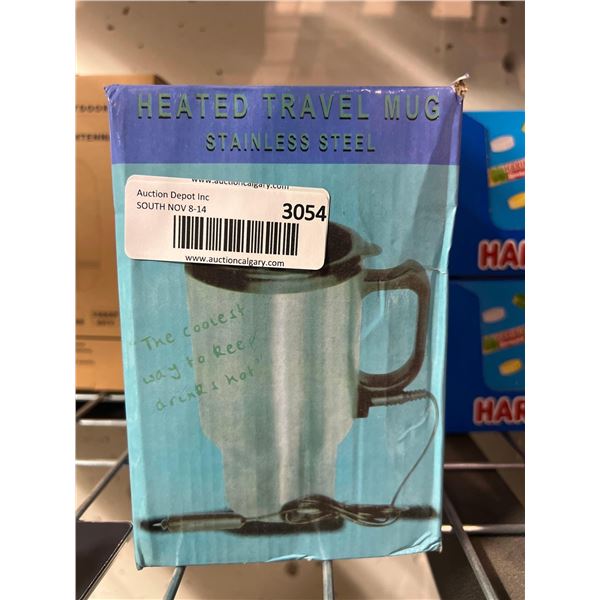 HEATED TRAVEL MUG
STAINLESS STEEL
www.auctioncalgary.com
Auction Depot Inc
SOUTH NOV 8-14
3054
www.auctioncalgary.com
"The coolest
way to keep
drinks hot"
HAR
HAR